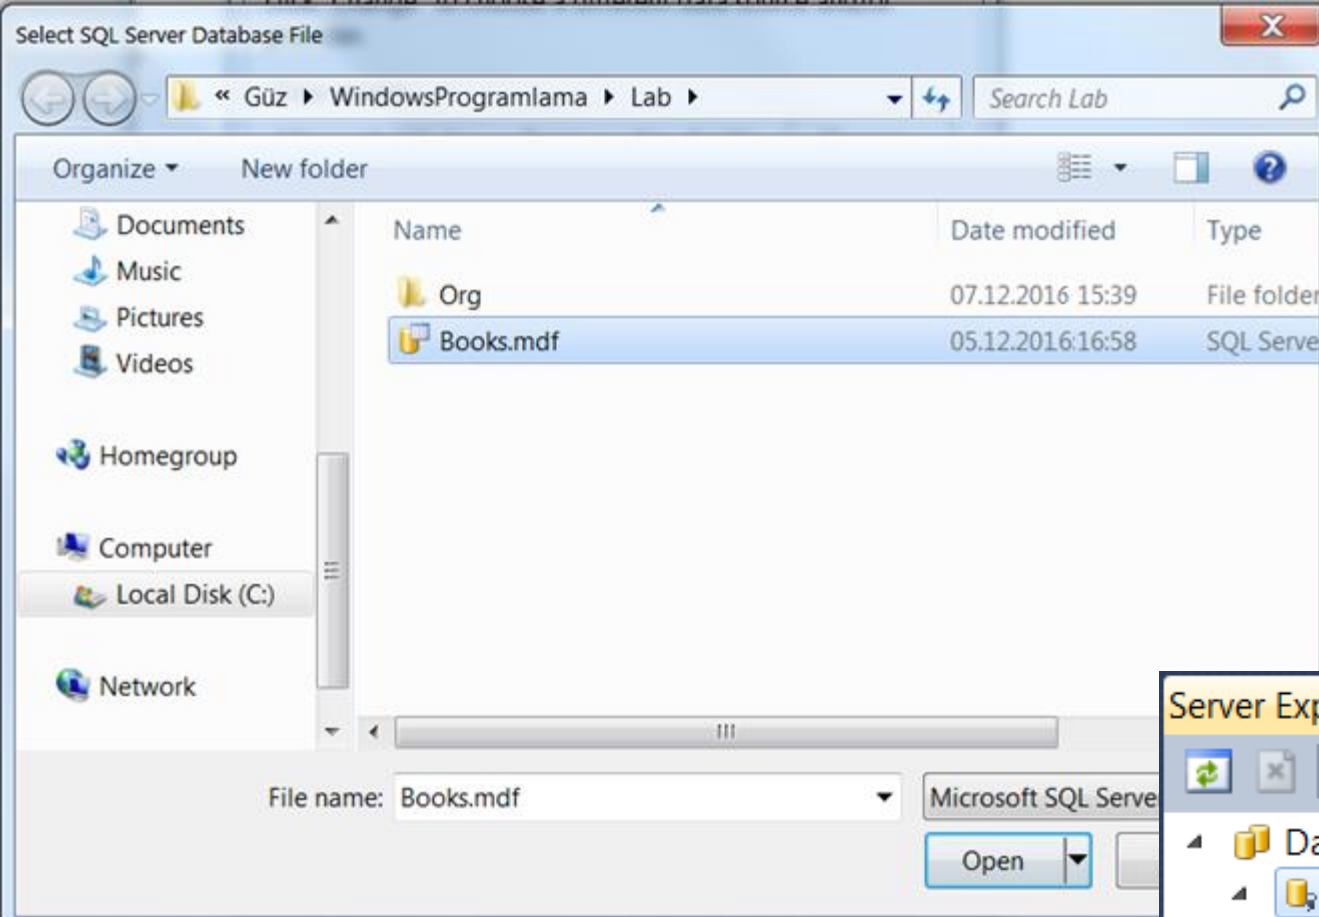 Select SQL Server Database File
« Güz WindowsProgramlama Lab
Search Lab
Organize New folder
Documents
Music
Pictures
Videos
Homegroup
Computer
Local Disk (C:)
Network
Name Date modified Type
Org 07.12.2016 15:39 File folder
Books.mdf 05.12.2016:16:58 SQL Serve
File name: Books.mdf
Microsoft SQL Serve
Open
Server Exp
Da